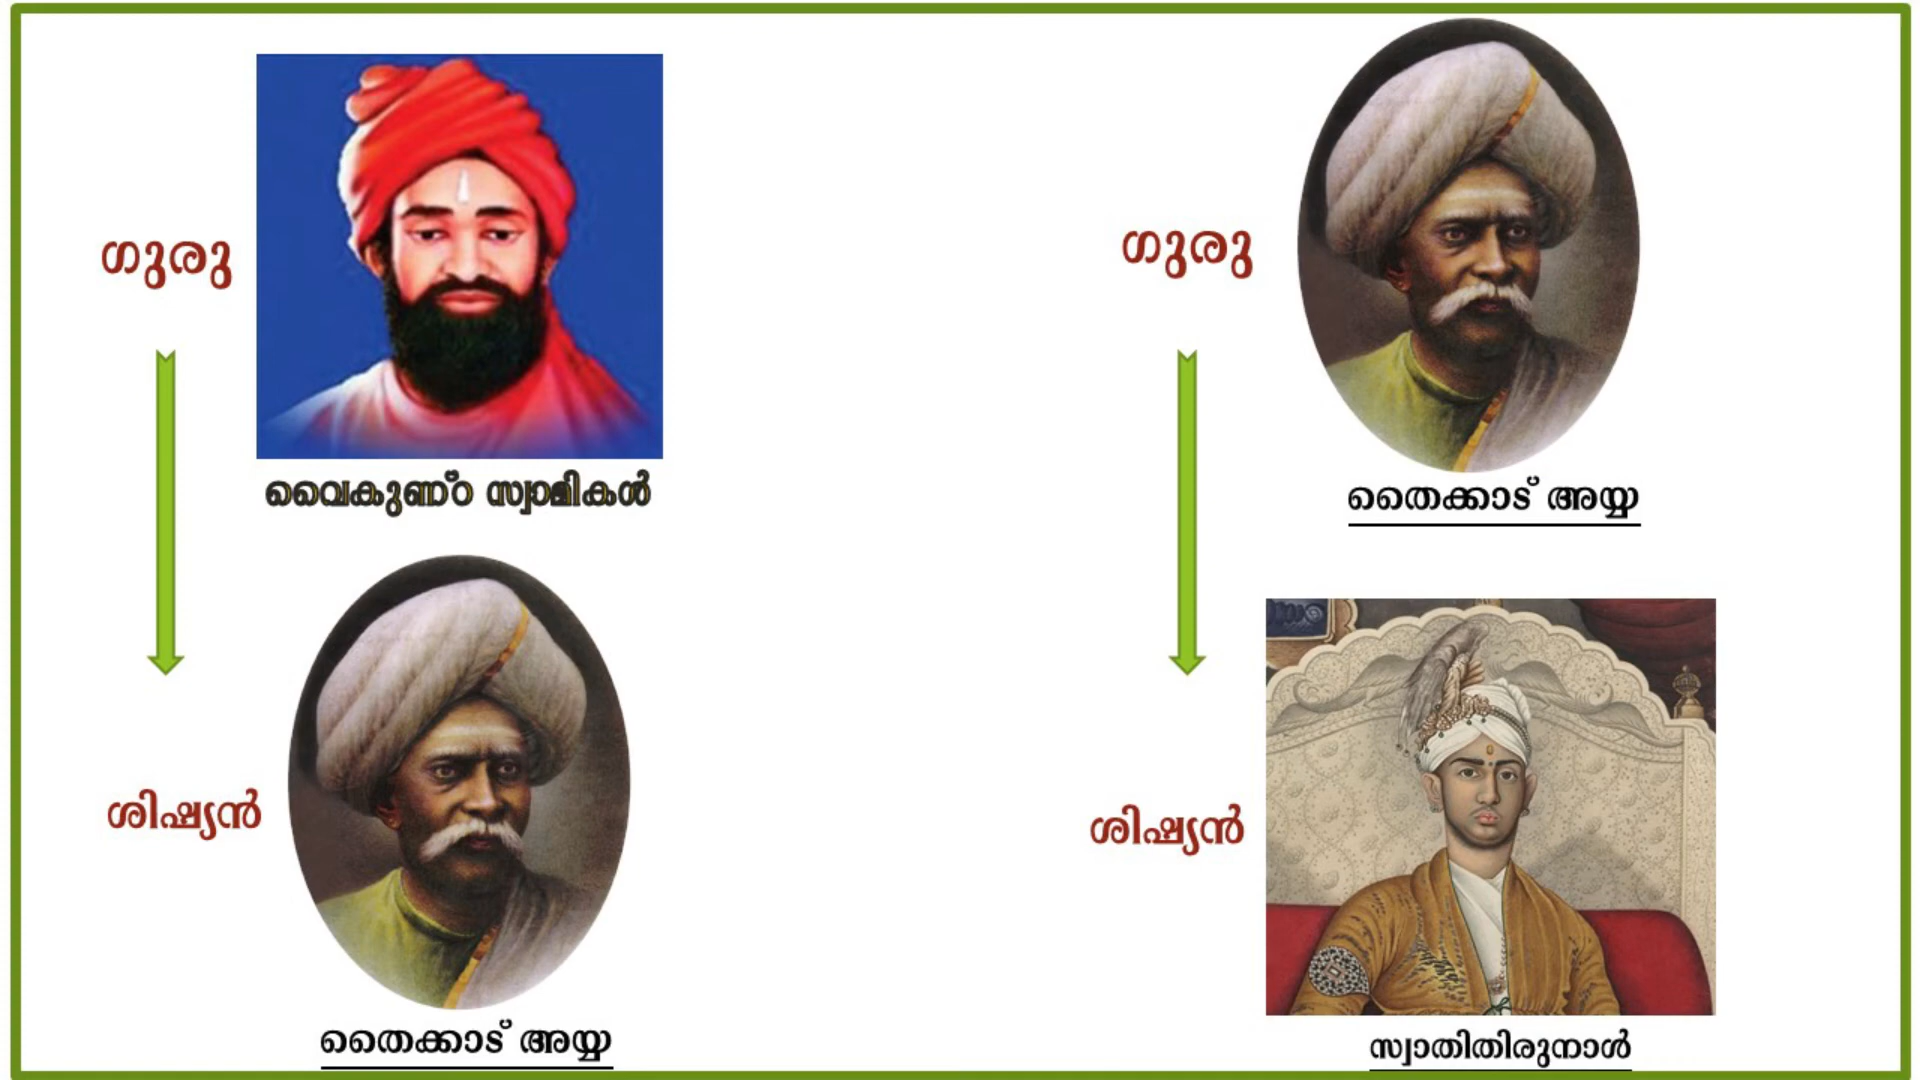 ഗുരു
വൈകുണ്ഠ സ്വാമികൾ
ശിഷ്യൻ
തൈക്കാട് അയ്യ
ഗുരു
തൈക്കാട് അയ്യ
ശിഷ്യൻ
സ്വാതിതിരുനാൾ